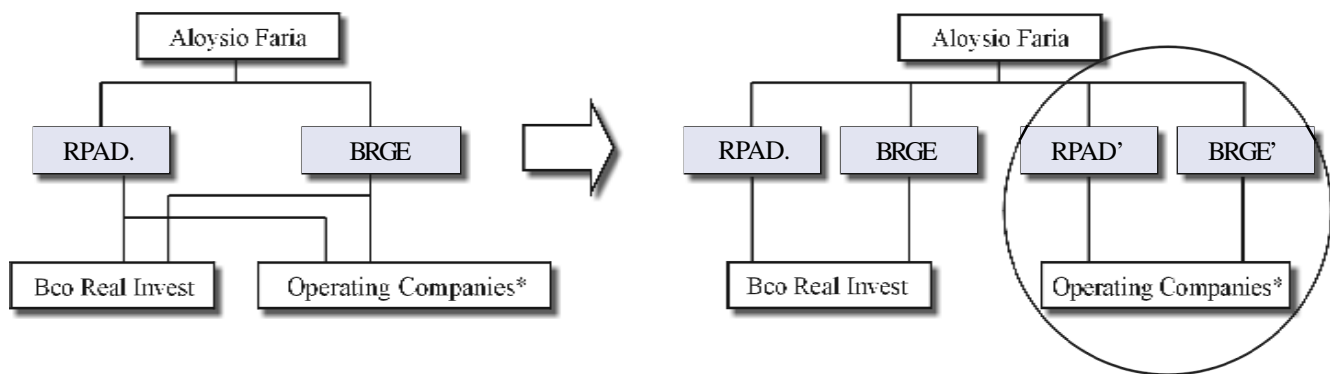 Aloysio Faria
RPAD.
BRGE
Bco Real Invest
Operating Companies*
Aloysio Faria
RPAD.
BRGE
RPAD’
BRGE’
Bco Real Invest
Operating Companies*